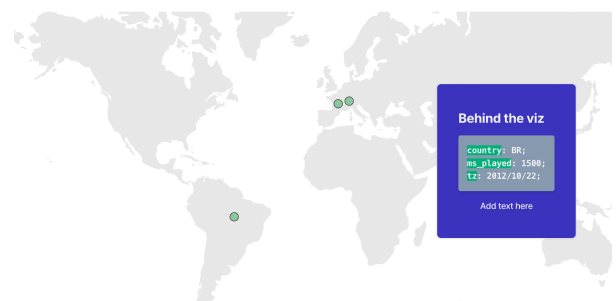 Behind the viz
country: BR;
ms_played: 1500;
tz: 2012/10/22;
Add text here